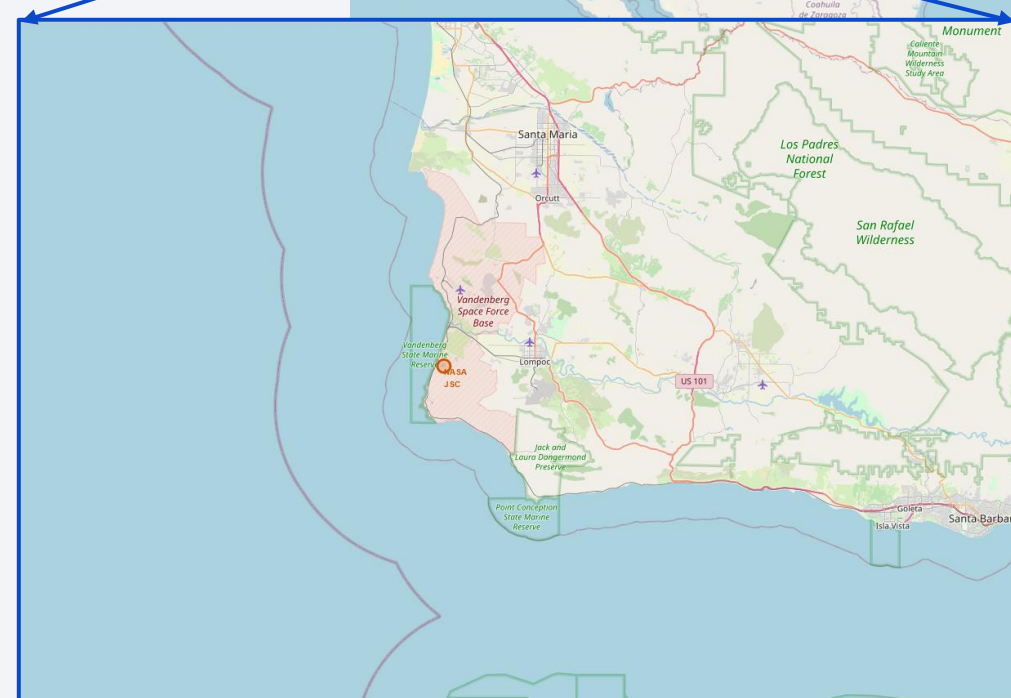 Coahuila
de Zaragoza
Monument
Caliente
Mountain
Wilderness
Study Area
Santa Maria
Los Padres
National
Forest
Orcutt
San Rafael
Wilderness
Vandenberg
Space Force
Base
Vandenberg
State Marine
Reserve
Lompoc
NASA
JSC
US 101
Jack and
Laura Dangermond
Preserve
Point Conception
State Marine
Reserve
Goleta
Isla Vista
Santa Barbar